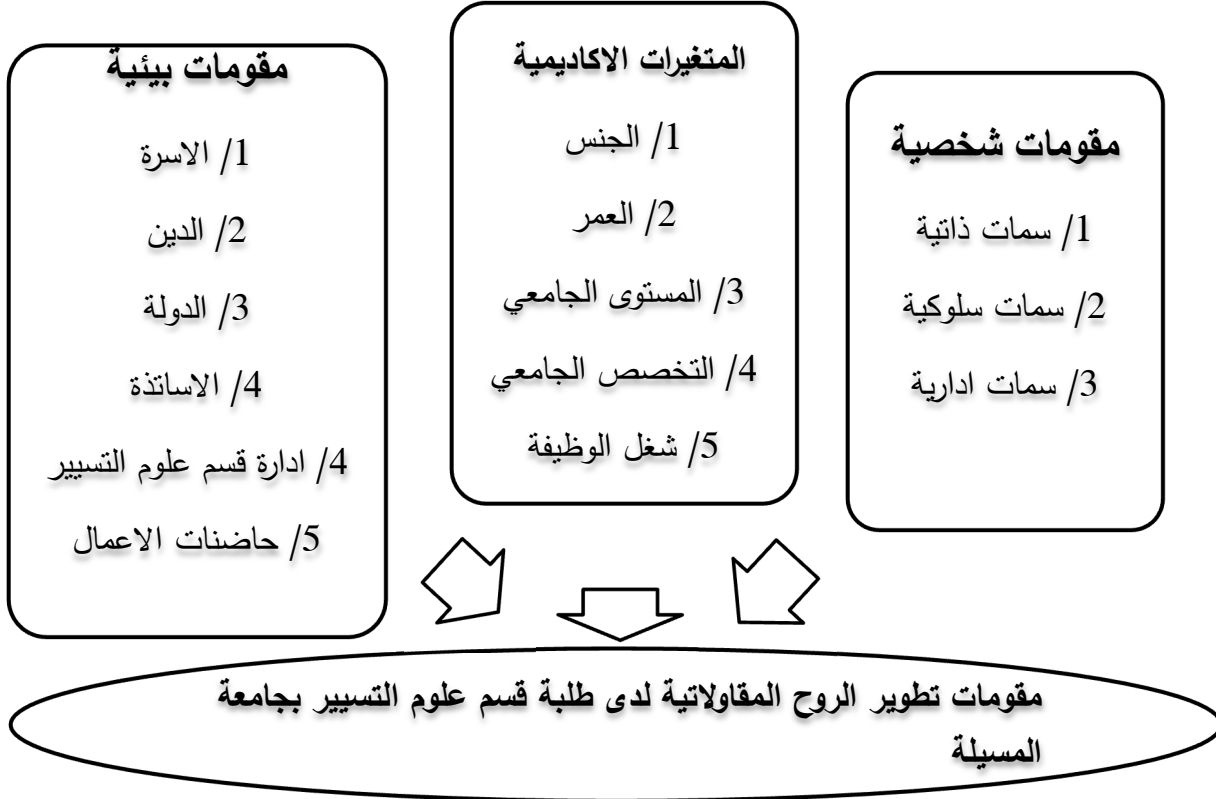 مقومات شخصية
1/ سمات ذاتية
2/ سمات سلوكية
3/ سمات ادارية
المتغيرات الاكاديمية
1/ الجنس
2/ العمر
3/ المستوى الجامعي
4/ التخصص الجامعي
5/ شغل الوظيفة
مقومات بيئية
1/ الاسرة
2/ الدين
3/ الدولة
4/ الاساتذة
4/ ادارة قسم علوم التسيير
5/ حاضنات الاعمال
مقومات تطوير الروح المقاولاتية لدى طلبة قسم علوم التسيير بجامعة
المسيلة